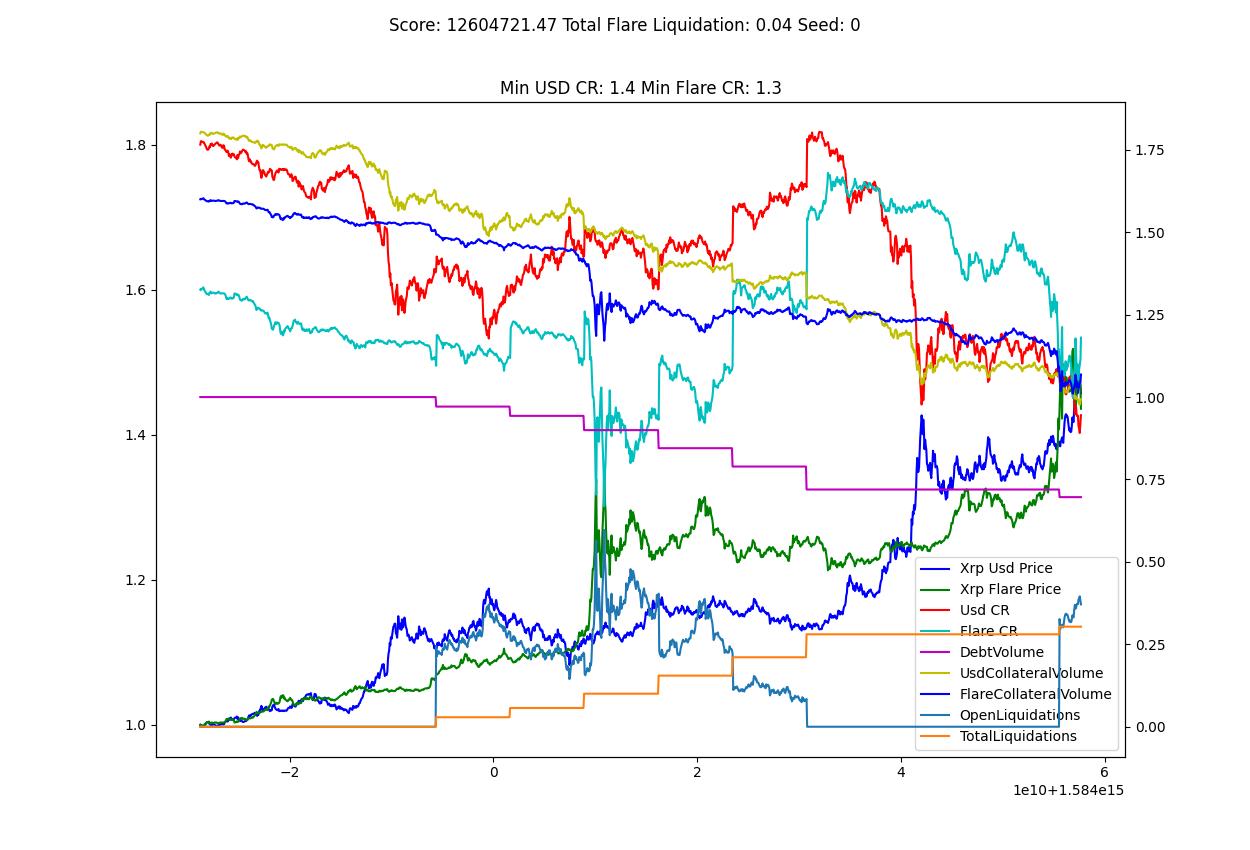 Score: 12604721.47 Total Flare Liquidation: 0.04 Seed: 0
Min USD CR: 1.4 Min Flare CR: 1.3
1.8
1.6
1.4
1.2
1.0
1.75
1.50
1.25
1.00
0.75
0.50
0.25
0.00
Xrp Usd Price
Xrp Flare Price
Usd CR
Flare CR
DebtVolume
UsdCollateralVolume
FlareCollateralVolume
OpenLiquidations
TotalLiquidations
−2 0 2 4 6
1e10+1.584e15